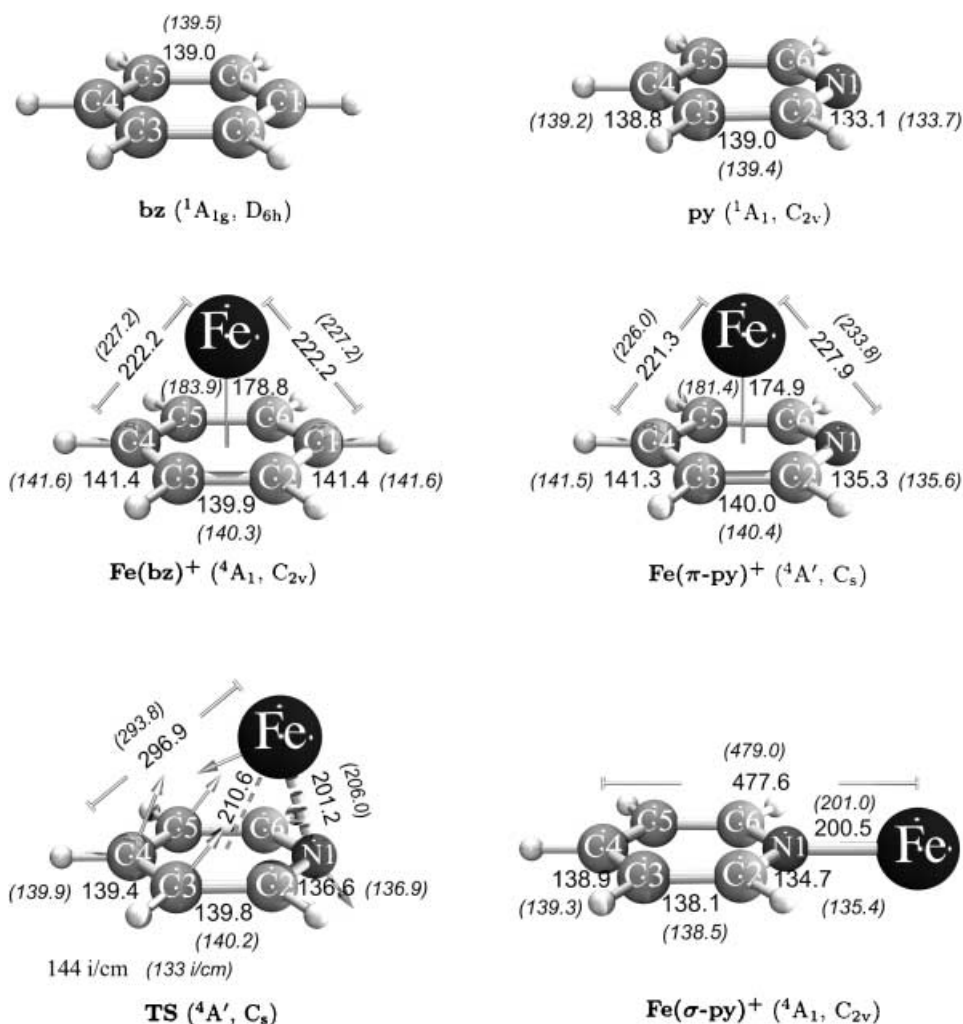 (139.5)
139.0
C5 C6
C4 C1
C3 C2
bz (¹A₁g, D₆h)
C5 C6
C4 N1
C3 C2
(139.2) 138.8 133.1 (133.7)
139.0
(139.4)
py (¹A₁, C₂ᵥ)
Fe
(227.2) (227.2)
222.2 222.2
(183.9) 178.8
C5 C6
C4 C1
C3 C2
(141.6) 141.4 141.4 (141.6)
139.9
(140.3)
Fe(bz)⁺ (⁴A₁, C₂ᵥ)
Fe
(226.0) (233.8)
221.3 227.9
(181.4) 174.9
C5 C6
C4 N1
C3 C2
(141.5) 141.3 135.3 (135.6)
140.0
(140.4)
Fe(π-py)⁺ (⁴A′, Cₛ)
Fe
(293.8)
296.9
210.6 201.2 (206.0)
C5 C6
C4 N1
C3 C2
(139.9) 139.4 136.6 (136.9)
139.8
(140.2)
144 i/cm (133 i/cm)
TS (⁴A′, Cₛ)
(479.0)
477.6
(201.0)
200.5
C5 C6
C4 N1 Fe
C3 C2
138.9 134.7
(139.3) 138.1 (135.4)
(138.5)
Fe(σ-py)⁺ (⁴A₁, C₂ᵥ)